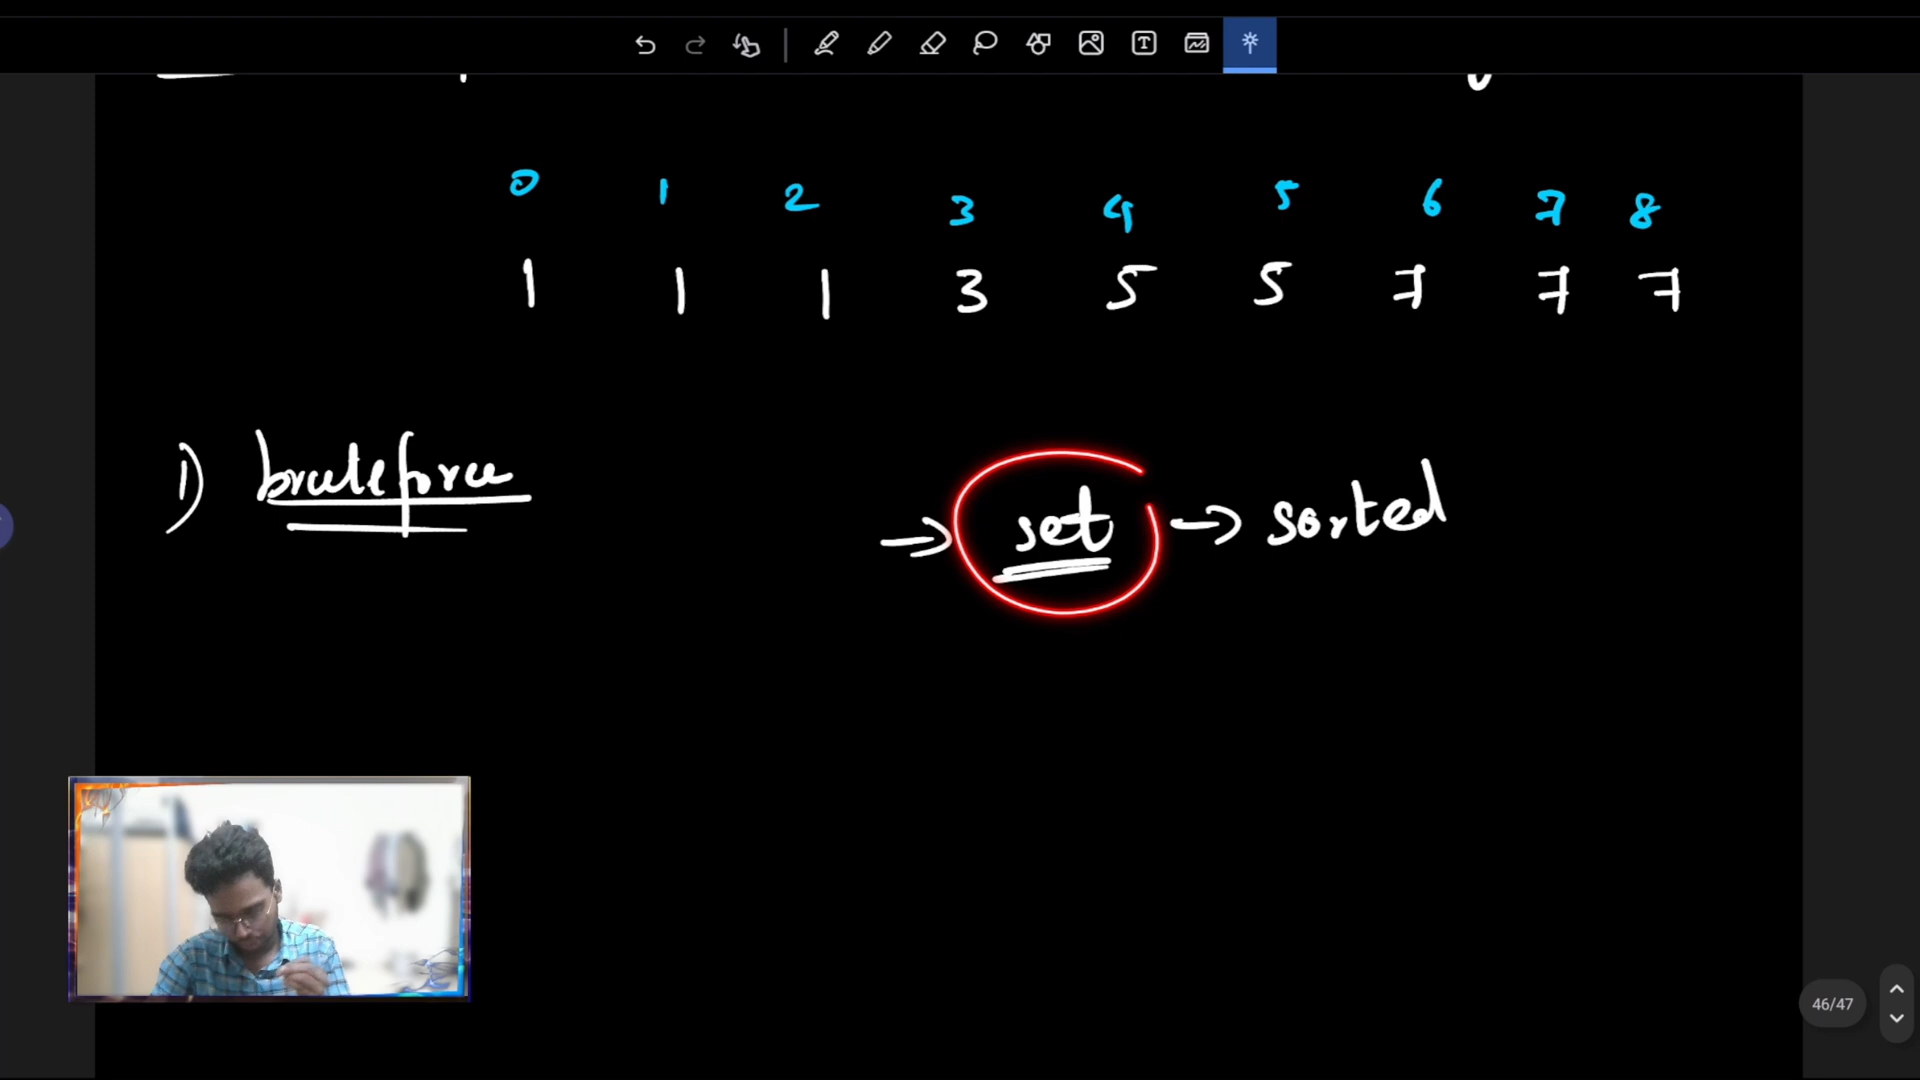 0 1 2 3 4 5 6 7 8
1 1 1 3 5 5 7 7 7
1) bruteforce
→ set → sorted
46/47